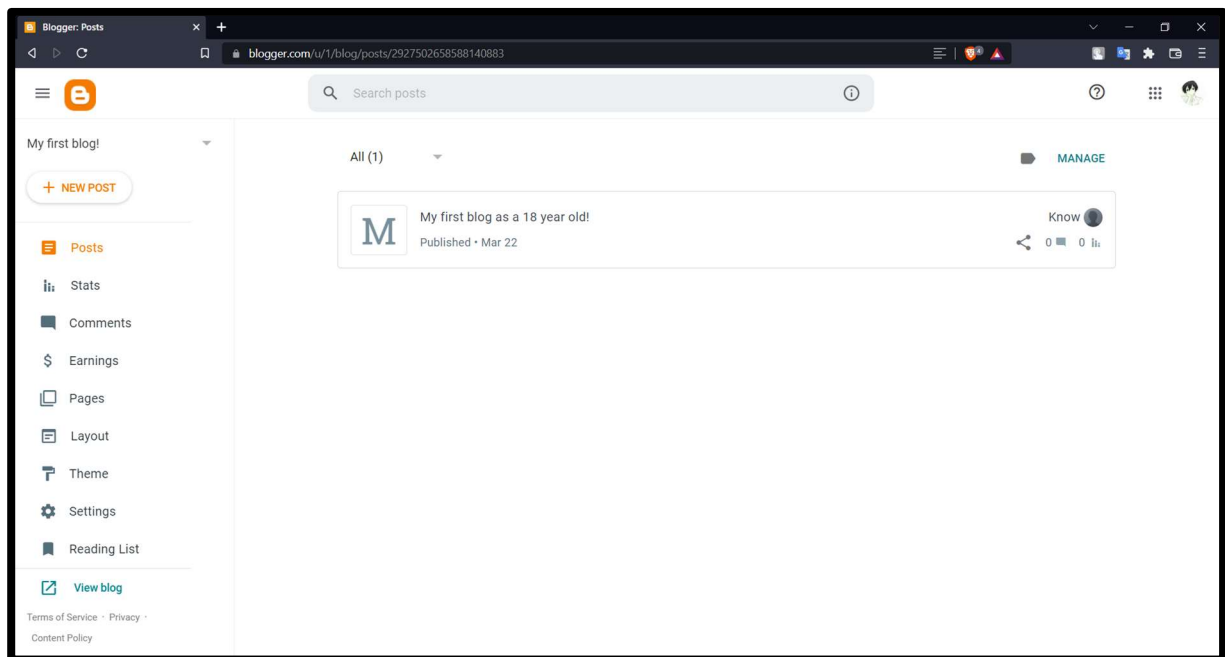 Blogger: Posts
blogger.com/u/1/blog/posts/2927502658588140883
4
Search posts
My first blog!
All (1)
MANAGE
+ NEW POST
M
My first blog as a 18 year old!
Know
Published • Mar 22
0 0
Posts
Stats
Comments
$ Earnings
Pages
Layout
Theme
Settings
Reading List
View blog
Terms of Service · Privacy ·
Content Policy